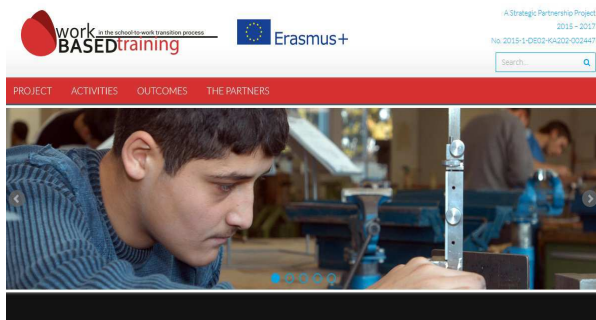 work in the school-to-work transition process
BASEDtraining
Erasmus+
A Strategic Partnership Project
2015 – 2017
No. 2015-1-DE02-KA202-002447
Search...
PROJECT ACTIVITIES OUTCOMES THE PARTNERS